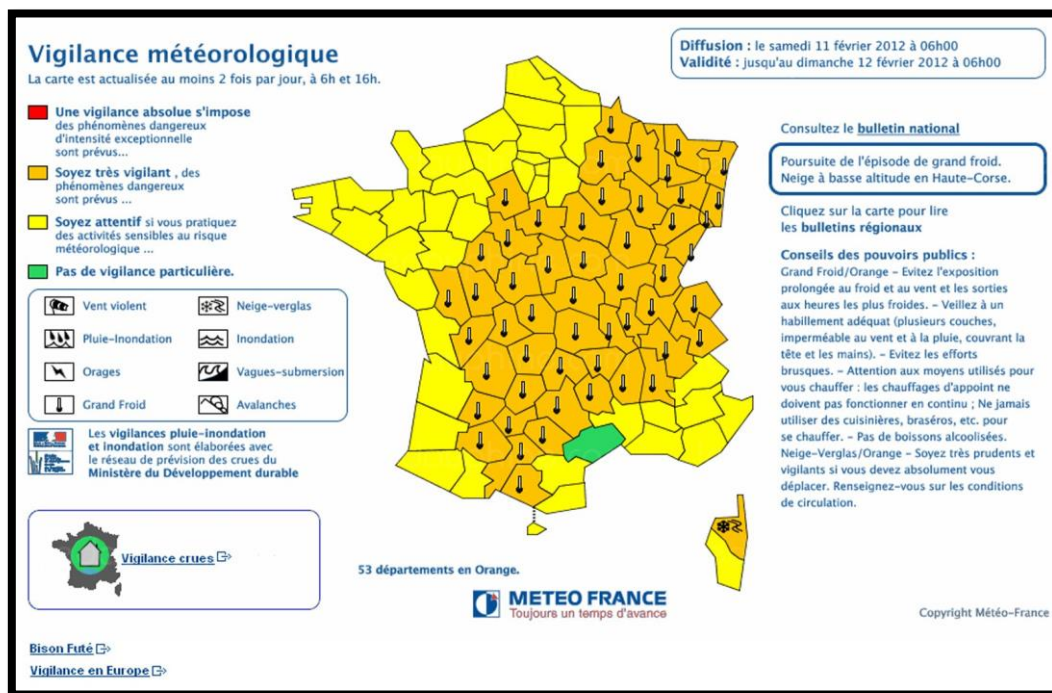 Vigilance météorologique
La carte est actualisée au moins 2 fois par jour, à 6h et 16h.
Diffusion : le samedi 11 février 2012 à 06h00
Validité : jusqu'au dimanche 12 février 2012 à 06h00
Une vigilance absolue s'impose
des phénomènes dangereux
d'intensité exceptionnelle
sont prévus...
Soyez très vigilant , des
phénomènes dangereux
sont prévus ...
Soyez attentif si vous pratiquez
des activités sensibles au risque
météorologique ...
Pas de vigilance particulière.
Vent violent
Neige-verglas
Pluie-Inondation
Inondation
Orages
Vagues-submersion
Grand Froid
Avalanches
Les vigilances pluie-inondation
et inondation sont élaborées avec
le réseau de prévision des crues du
Ministère du Développement durable
Vigilance crues
Bison Futé
Vigilance en Europe
53 départements en Orange.
METEO FRANCE
Toujours un temps d'avance
Consultez le bulletin national
Poursuite de l'épisode de grand froid.
Neige à basse altitude en Haute-Corse.
Cliquez sur la carte pour lire
les bulletins régionaux
Conseils des pouvoirs publics :
Grand Froid/Orange – Evitez l'exposition
prolongée au froid et au vent et les sorties
aux heures les plus froides. – Veillez à un
habillement adéquat (plusieurs couches,
imperméable au vent et à la pluie, couvrant la
tête et les mains). – Evitez les efforts
brusques. – Attention aux moyens utilisés pour
vous chauffer : les chauffages d'appoint ne
doivent pas fonctionner en continu ; Ne jamais
utiliser des cuisinières, braséros, etc. pour
se chauffer. – Pas de boissons alcoolisées.
Neige-Verglas/Orange – Soyez très prudents et
vigilants si vous devez absolument vous
déplacer. Renseignez-vous sur les conditions
de circulation.
Copyright Météo-France